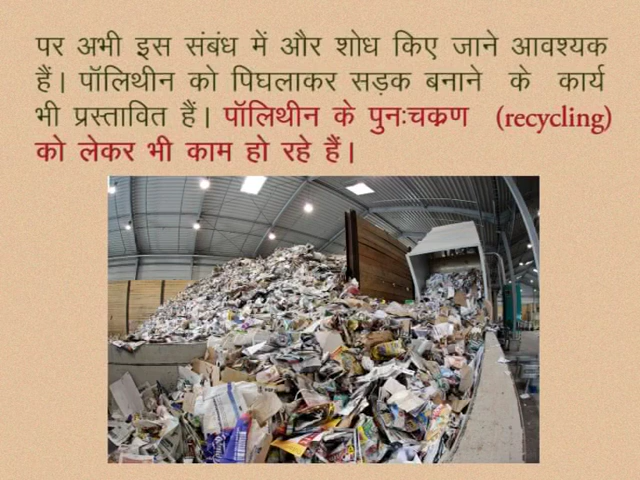 पर अभी इस संबंध में और शोध किए जाने आवश्यक
हैं। पॉलिथीन को पिघलाकर सड़क बनाने के कार्य
भी प्रस्तावित हैं। पॉलिथीन के पुनःचक्रण (recycling)
को लेकर भी काम हो रहे हैं।